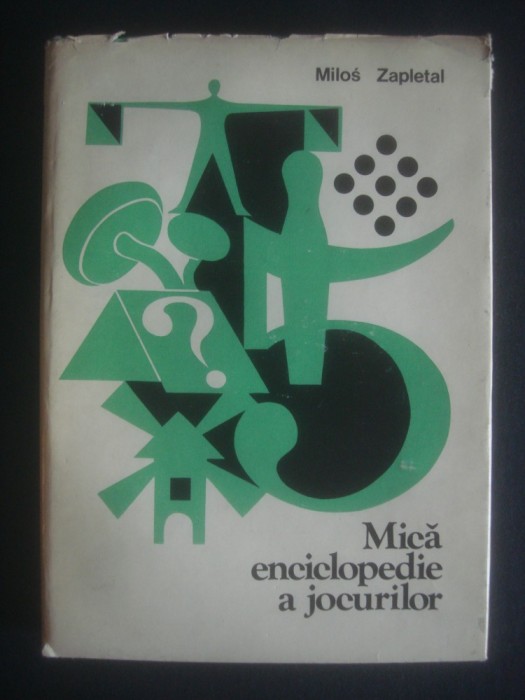 Miloś Zapletal
?
Mică
enciclopedie
a jocurilor